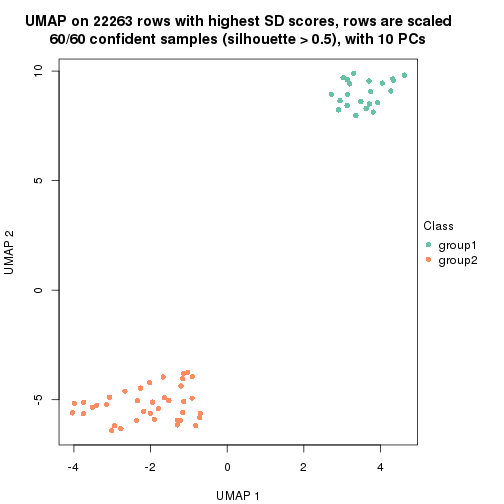 UMAP on 22263 rows with highest SD scores, rows are scaled
60/60 confident samples (silhouette > 0.5), with 10 PCs
10
5
0
-5
UMAP 2
-4
-2
0
2
4
UMAP 1
Class
group1
group2